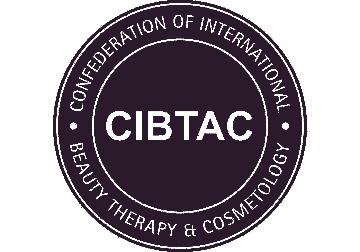 CONFEDERATION OF INTERNATIONAL
CIBTAC
BEAUTY THERAPY & COSMETOLOGY